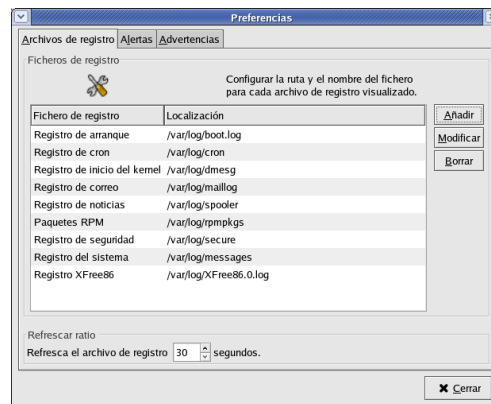 Preferencias
Archivos de registro Alertas Advertencias
Ficheros de registro
Configurar la ruta y el nombre del fichero
para cada archivo de registro visualizado.
Fichero de registro Localización
Registro de arranque /var/log/boot.log
Registro de cron /var/log/cron
Registro de inicio del kernel /var/log/dmesg
Registro de correo /var/log/maillog
Registro de noticias /var/log/spooler
Paquetes RPM /var/log/rpmpkgs
Registro de seguridad /var/log/secure
Registro del sistema /var/log/messages
Registro XFree86 /var/log/XFree86.0.log
Añadir
Modificar
Borrar
Refrescar ratio
Refresca el archivo de registro 30 segundos.
Cerrar